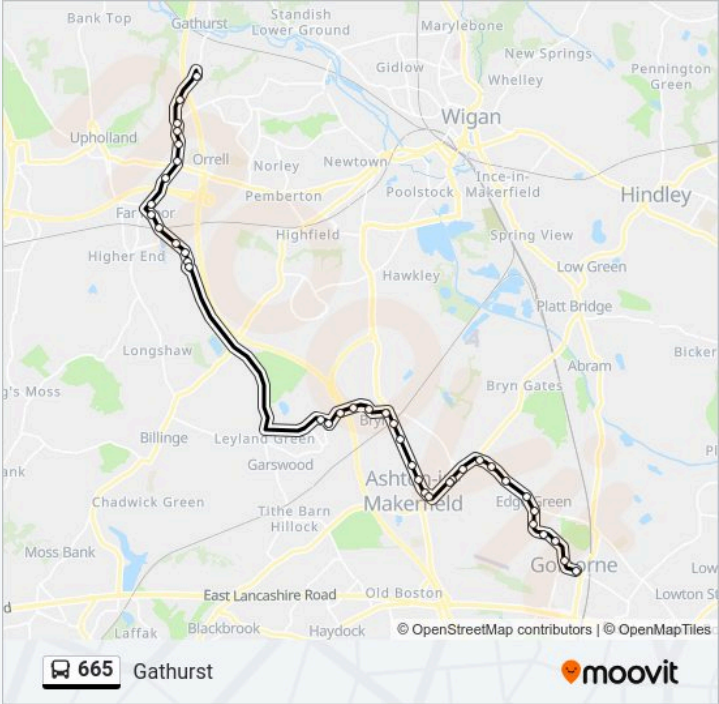 Bank Top
Gathurst
Standish
Lower Ground
Marylebone
New Springs
Gidlow
Whelley
Pennington
Green
Wigan
Upholland
Orrell
Norley
Newtown
Ince-in-
Makerfield
Pemberton
Poolstock
Hindley
Far Moor
Highfield
Spring View
Higher End
Hawkley
Low Green
Platt Bridge
Longshaw
Abram
Bicker
g's Moss
Bryn Gates
Billinge
Leyland Green
Bryn
Garswood
ank
Ashton-in-
Makerfield
Chadwick Green
Edge Green
Tithe Barn
Hillock
Moss Bank
Golborne
Low
East Lancashire Road
Old Boston
Lowton St
d
Laffak
Blackbrook
Haydock
© OpenStreetMap contributors | © OpenMapTiles
665 Gathurst
moovit